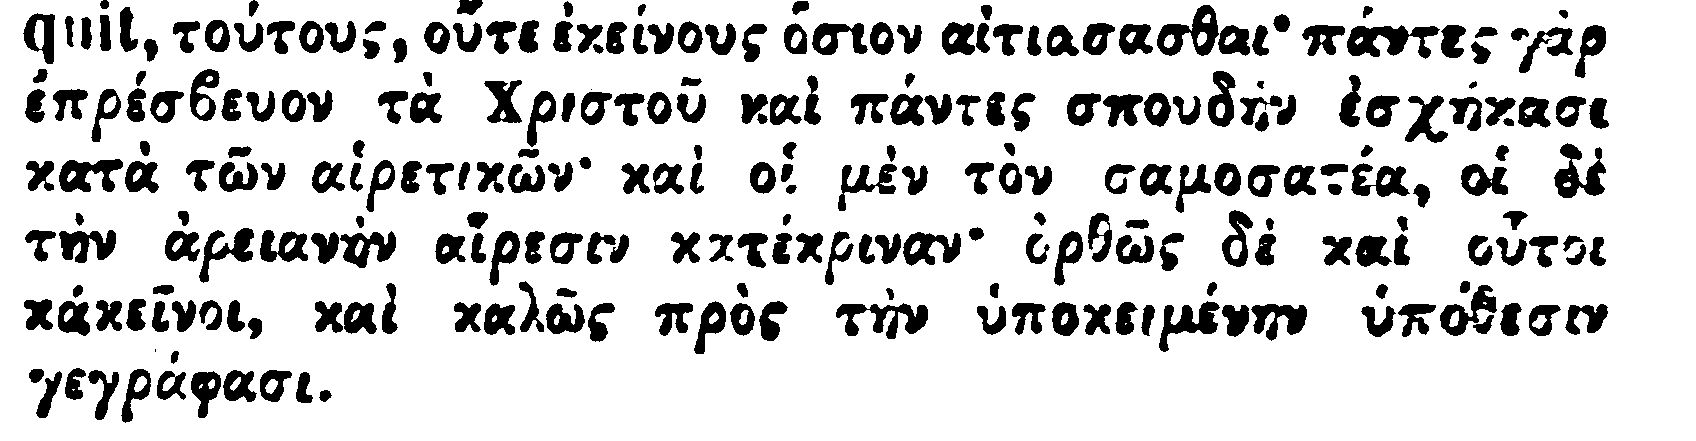 quit, τούτους, οὔτε ἐκείνους ὅσιον αἰτιασασθαι· πάντες γὰρ
ἐπρέσβευον τὰ Χριστοῦ καὶ πάντες σπουδὴν ἐσχήκασι
κατὰ τῶν αἱρετικῶν· καὶ οἱ μὲν τὸν σαμοσατέα, οἱ δὲ
τὴν ἀρειανὴν αἵρεσιν κατέκριναν· ὀρθῶς δὲ καὶ οὗτοι
κἀκεῖνοι, καὶ καλῶς πρὸς τὴν ὑποκειμένην ὑπόθεσιν
γεγράφασι.